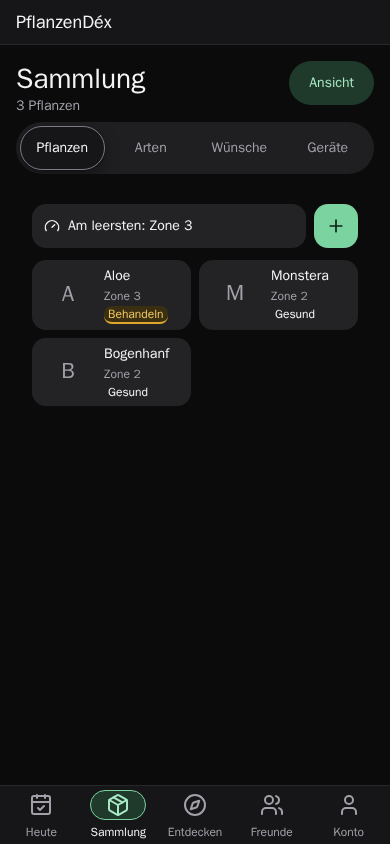 PflanzenDéx
Sammlung
Ansicht
3 Pflanzen
Pflanzen
Arten
Wünsche
Geräte
Am leersten: Zone 3
A
Aloe
Zone 3
Behandeln
M
Monstera
Zone 2
Gesund
B
Bogenhanf
Zone 2
Gesund
Heute
Sammlung
Entdecken
Freunde
Konto